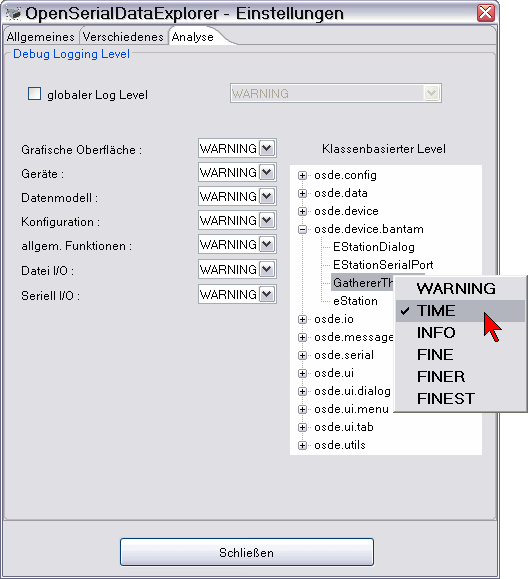 OpenSerialDataExplorer - Einstellungen
Allgemeines Verschiedenes Analyse
Debug Logging Level
globaler Log Level WARNING
Klassenbasierter Level
Grafische Oberfläche : WARNING
Geräte : WARNING
Datenmodell : WARNING
Konfiguration : WARNING
allgem. Funktionen : WARNING
Datei I/O : WARNING
Seriell I/O : WARNING
osde.config
osde.data
osde.device
osde.device.bantam
EStationDialog
EStationSerialPort
eStation
osde.io
osde.message
osde.serial
osde.ui
osde.ui.dialog
osde.ui.menu
osde.ui.tab
osde.utils
WARNING
TIME
INFO
FINE
FINER
FINEST
Schließen